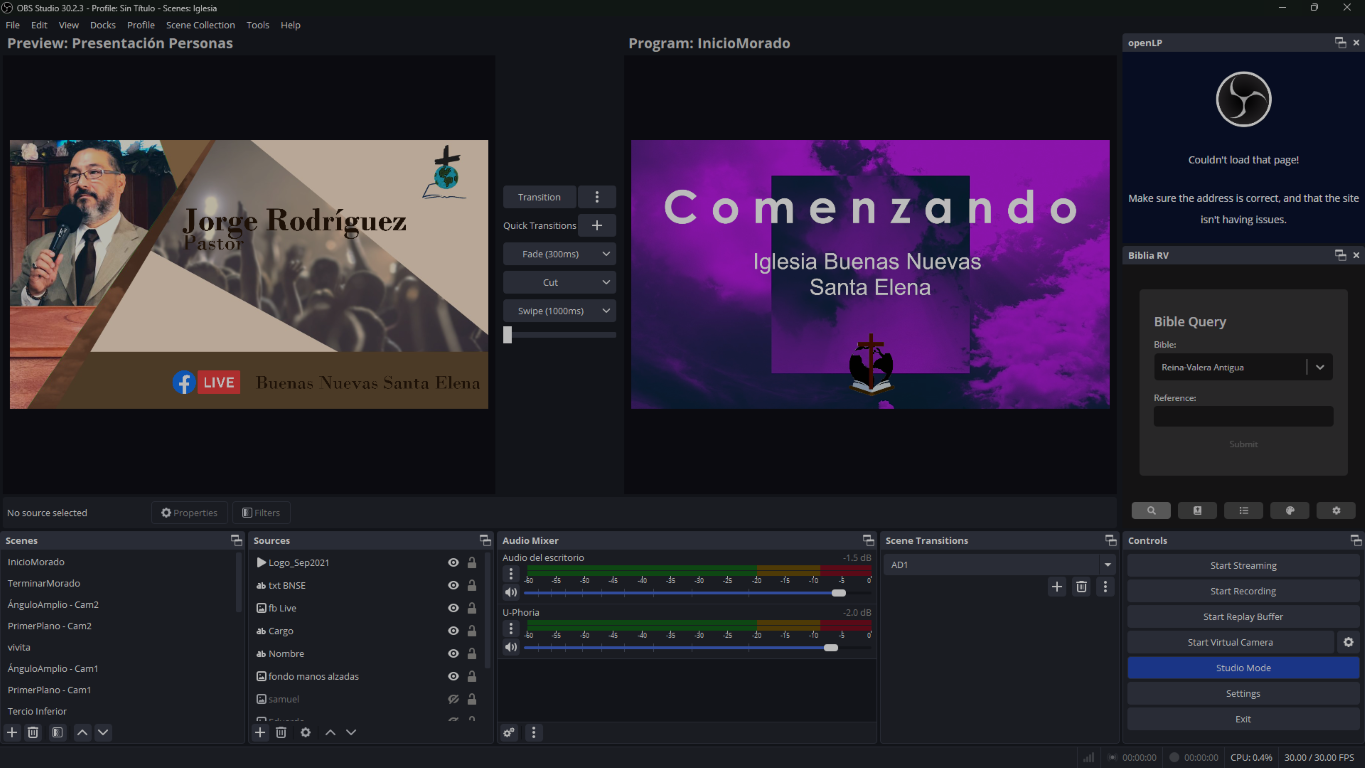 OBS Studio 30.2.3 - Profile: Sin Título - Scenes: Iglesia
File Edit View Docks Profile Scene Collection Tools Help
Preview: Presentación Personas
Program: InicioMorado
Jorge Rodríguez
Pastor
LIVE Buenas Nuevas Santa Elena
Transition
Quick Transitions
Fade (300ms)
Cut
Swipe (1000ms)
Comenzando
Iglesia Buenas Nuevas
Santa Elena
openLP
Couldn't load that page!
Make sure the address is correct, and that the site
isn't having issues.
Biblia RV
Bible Query
Bible:
Reina-Valera Antigua
Reference:
Submit
No source selected
Properties
Filters
Scenes
InicioMorado
TerminarMorado
ÁnguloAmplio - Cam2
PrimerPlano - Cam2
vivita
ÁnguloAmplio - Cam1
PrimerPlano - Cam1
Tercio Inferior
Sources
Logo_Sep2021
ab txt BNSE
fb Live
ab Cargo
ab Nombre
fondo manos alzadas
samuel
Audio Mixer
Audio del escritorio -1.5 dB
-60 -55 -50 -45 -40 -35 -30 -25 -20 -15 -10 -5 0
U-Phoria -2.0 dB
-60 -55 -50 -45 -40 -35 -30 -25 -20 -15 -10 -5 0
Scene Transitions
AD1
Controls
Start Streaming
Start Recording
Start Replay Buffer
Start Virtual Camera
Studio Mode
Settings
Exit
00:00:00 00:00:00 CPU: 0.4% 30.00 / 30.00 FPS